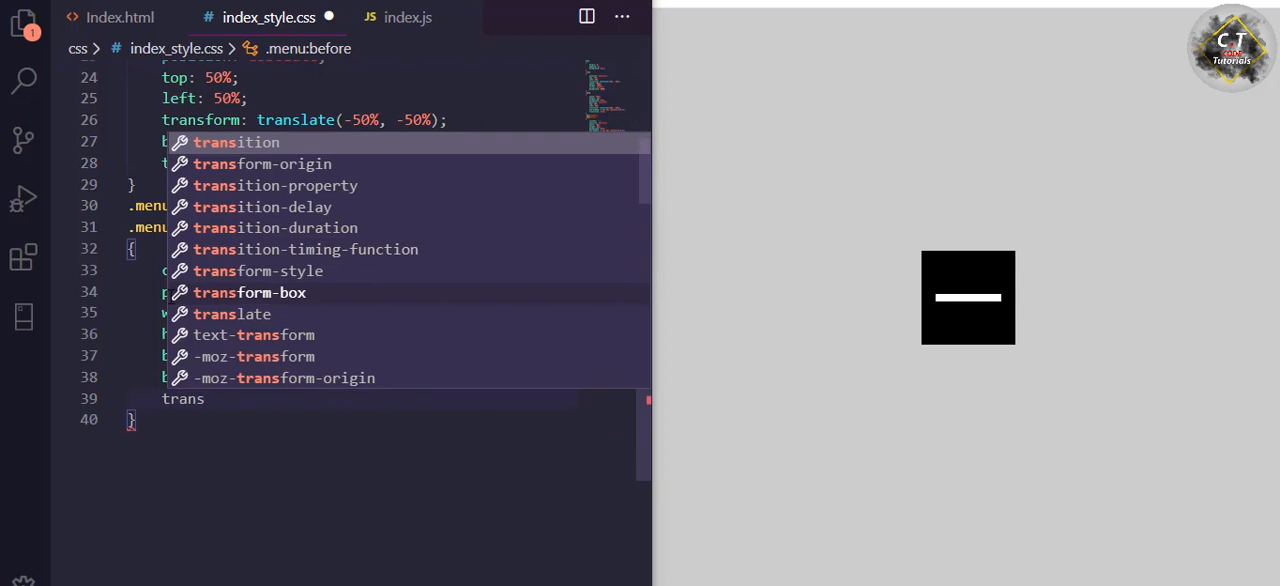 Index.html
# index_style.css
JS index.js
1
css > # index_style.css > .menu:before
24 top: 50%;
25 left: 50%;
26 transform: translate(-50%, -50%);
27 b
transition
28 t
transform-origin
29 }
transition-property
30 .menu
transition-delay
31 .menu
transition-duration
32 {
transition-timing-function
33 c
transform-style
34 p
transform-box
35 w
translate
36 h
text-transform
37 b
-moz-transform
38 b
-moz-transform-origin
39 trans
40 }
C T
CODE
Tutorials